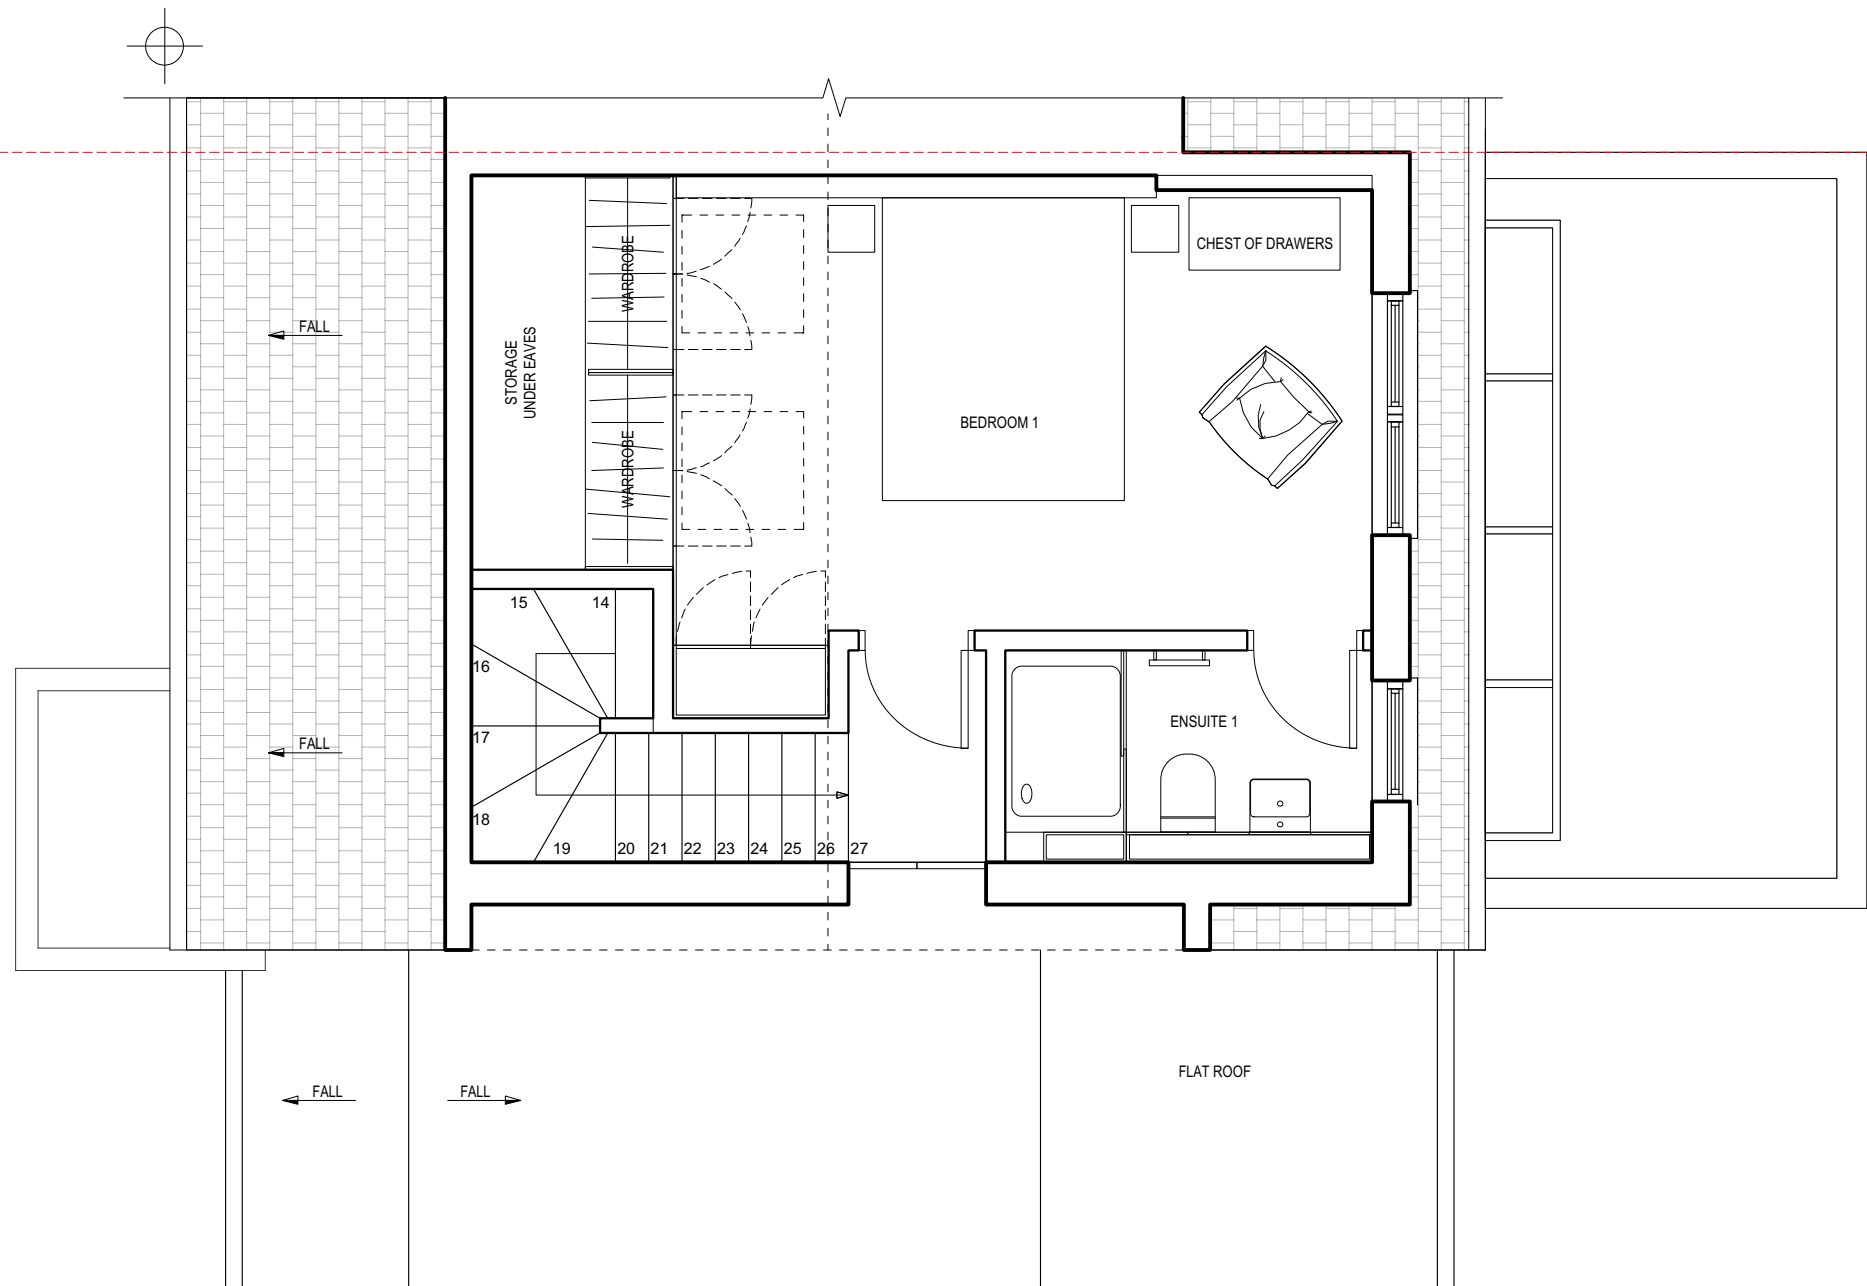 CHEST OF DRAWERS
WARDROBE
FALL
STORAGE
UNDER EAVES
BEDROOM 1
WARDROBE
15
14
16
ENSUITE 1
17
FALL
18
19
20
21
22
23
24
25
26
27
FLAT ROOF
FALL
FALL